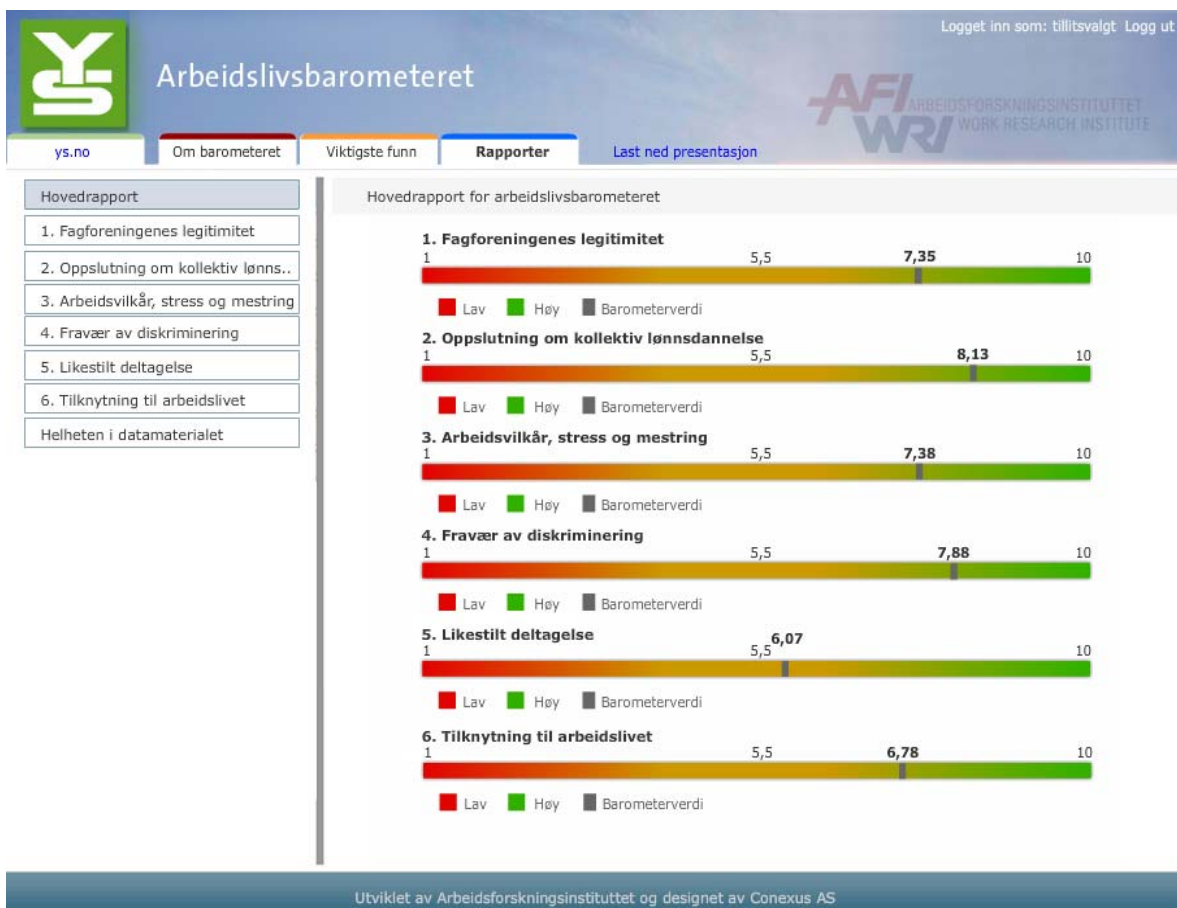 Logget inn som: tillitsvalgt Logg ut
YS
Arbeidslivsbarometeret
AFI ARBEIDSFORSKNINGSINSTITUTTET
WRI WORK RESEARCH INSTITUTE
ys.no Om barometeret Viktigste funn Rapporter Last ned presentasjon
Hovedrapport
1. Fagforeningenes legitimitet
2. Oppslutning om kollektiv lønns..
3. Arbeidsvilkår, stress og mestring
4. Fravær av diskriminering
5. Likestilt deltagelse
6. Tilknytning til arbeidslivet
Helheten i datamaterialet
Hovedrapport for arbeidslivsbarometeret
1. Fagforeningenes legitimitet
1 5,5 7,35 10
Lav Høy Barometerverdi
2. Oppslutning om kollektiv lønnsdannelse
1 5,5 8,13 10
Lav Høy Barometerverdi
3. Arbeidsvilkår, stress og mestring
1 5,5 7,38 10
Lav Høy Barometerverdi
4. Fravær av diskriminering
1 5,5 7,88 10
Lav Høy Barometerverdi
5. Likestilt deltagelse
1 5,5 6,07 10
Lav Høy Barometerverdi
6. Tilknytning til arbeidslivet
1 5,5 6,78 10
Lav Høy Barometerverdi
Utviklet av Arbeidsforskningsinstituttet og designet av Conexus AS